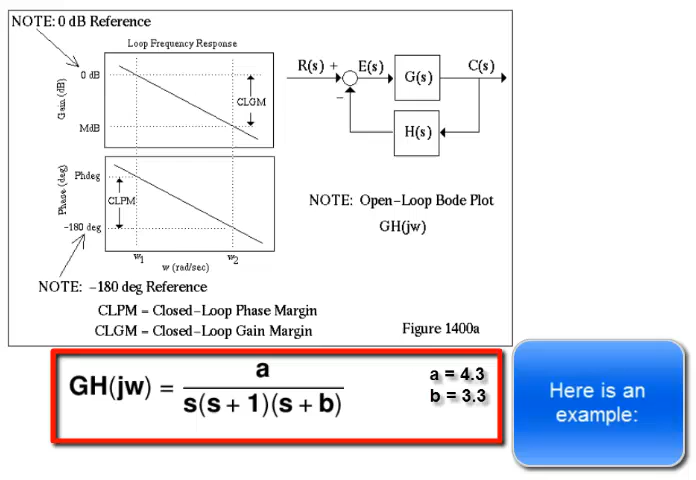 NOTE: 0 dB Reference
Loop Frequency Response
0 dB
Gain (dB)
CLGM
MdB
Phdeg
Phase (deg)
CLPM
-180 deg
w1
w2
w (rad/sec)
NOTE: -180 deg Reference
R(s) +
E(s)
G(s)
C(s)
−
H(s)
NOTE: Open-Loop Bode Plot
GH(jw)
CLPM = Closed-Loop Phase Margin
CLGM = Closed-Loop Gain Margin
Figure 1400a
GH(jw) = a / s(s + 1)(s + b)
a = 4.3
b = 3.3
Here is an
example: